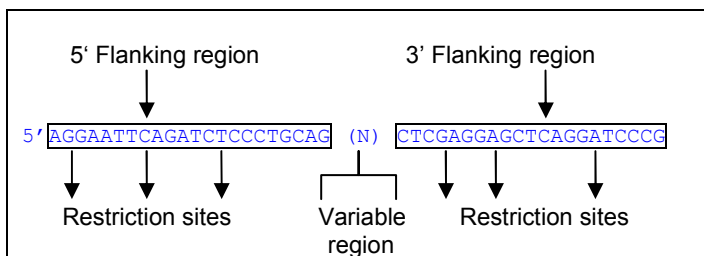 5‘ Flanking region 3’ Flanking region
5’ AGGAATTCAGATCTCCCTGCAG (N) CTCGAGGAGCTCAGGATCCCG
Restriction sites Variable Restriction sites
region